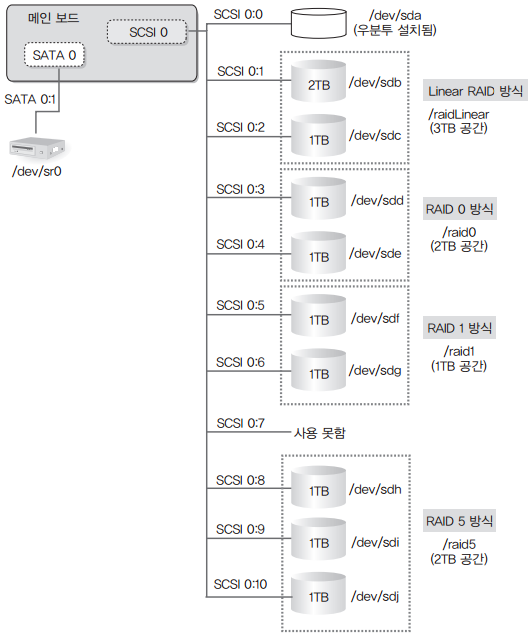 메인 보드
SCSI 0
SATA 0
SATA 0:1
/dev/sr0
SCSI 0:0
/dev/sda
(우분투 설치됨)
SCSI 0:1
2TB
/dev/sdb
SCSI 0:2
1TB
/dev/sdc
Linear RAID 방식
/raidLinear
(3TB 공간)
SCSI 0:3
1TB
/dev/sdd
SCSI 0:4
1TB
/dev/sde
RAID 0 방식
/raid0
(2TB 공간)
SCSI 0:5
1TB
/dev/sdf
SCSI 0:6
1TB
/dev/sdg
RAID 1 방식
/raid1
(1TB 공간)
SCSI 0:7
사용 못함
SCSI 0:8
1TB
/dev/sdh
SCSI 0:9
1TB
/dev/sdi
SCSI 0:10
1TB
/dev/sdj
RAID 5 방식
/raid5
(2TB 공간)